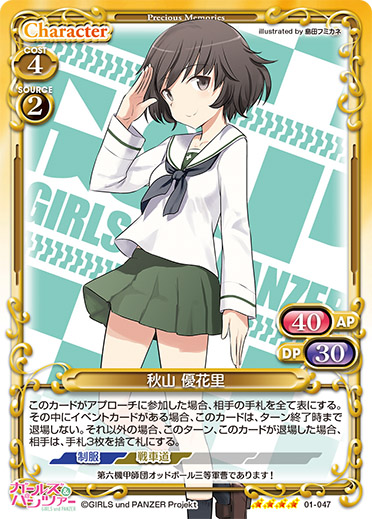 Precious Memories
Character
illustrated by 島田フミカネ
COST
4
SOURCE
2
GIRLS
PANZER
40 AP
DP 30
秋山 優花里
このカードがアプローチに参加した場合、相手の手札を全て表にする。
その中にイベントカードがある場合、このカードは、ターン終了時まで
退場しない。それ以外の場合、このターン、このカードが退場した場合、
相手は、手札3枚を捨て札にする。
制服 戦車道
第六機甲師団オッドボール三等軍曹であります!
ガールズ&パンツァー
GIRLS und PANZER
©GIRLS und PANZER Projekt
01-047